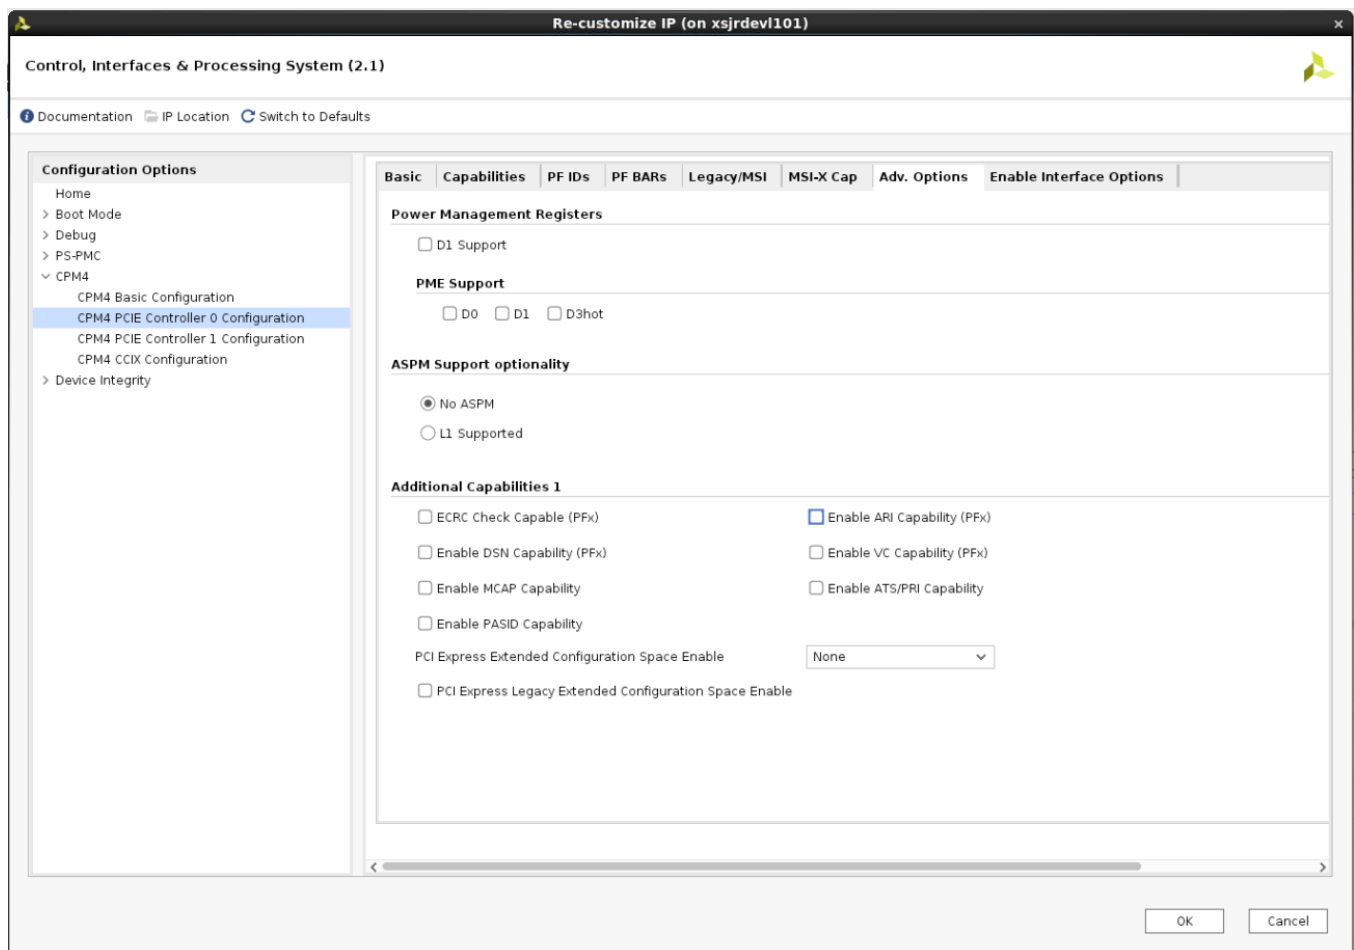 Re-customize IP (on xsjrdevl101)
Control, Interfaces & Processing System (2.1)
Documentation IP Location Switch to Defaults
Configuration Options
Home
Boot Mode
Debug
PS-PMC
CPM4
CPM4 Basic Configuration
CPM4 PCIE Controller 0 Configuration
CPM4 PCIE Controller 1 Configuration
CPM4 CCIX Configuration
Device Integrity
Basic Capabilities PF IDs PF BARs Legacy/MSI MSI-X Cap Adv. Options Enable Interface Options
Power Management Registers
D1 Support
PME Support
D0 D1 D3hot
ASPM Support optionality
No ASPM
L1 Supported
Additional Capabilities 1
ECRC Check Capable (PFx) Enable ARI Capability (PFx)
Enable DSN Capability (PFx) Enable VC Capability (PFx)
Enable MCAP Capability Enable ATS/PRI Capability
Enable PASID Capability
PCI Express Extended Configuration Space Enable None
PCI Express Legacy Extended Configuration Space Enable
OK Cancel